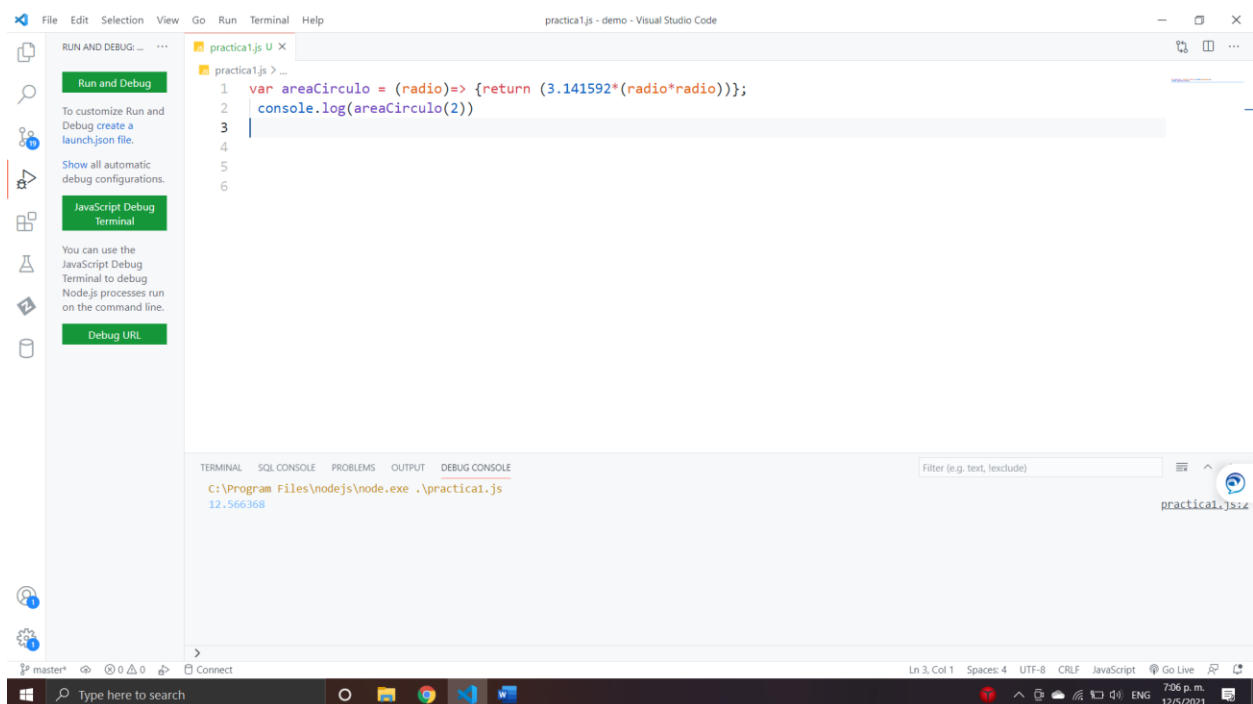 File Edit Selection View Go Run Terminal Help
practica1.js - demo - Visual Studio Code
RUN AND DEBUG: ... ···
practica1.js U ×
practica1.js > ...
Run and Debug
To customize Run and
Debug create a
launch.json file.
Show all automatic
debug configurations.
JavaScript Debug
Terminal
You can use the
JavaScript Debug
Terminal to debug
Node.js processes run
on the command line.
Debug URL
1 var areaCirculo = (radio)=> {return (3.141592*(radio*radio))};
2 console.log(areaCirculo(2))
3
4
5
6
19
TERMINAL SQL CONSOLE PROBLEMS OUTPUT DEBUG CONSOLE
Filter (e.g. text, !exclude)
C:\Program Files\nodejs\node.exe .\practica1.js
12.566368
practica1.js:2
>
1
1
master* 0 0 Connect
Ln 3, Col 1 Spaces: 4 UTF-8 CRLF JavaScript Go Live
Type here to search
ENG
7:06 p. m.
12/5/2021